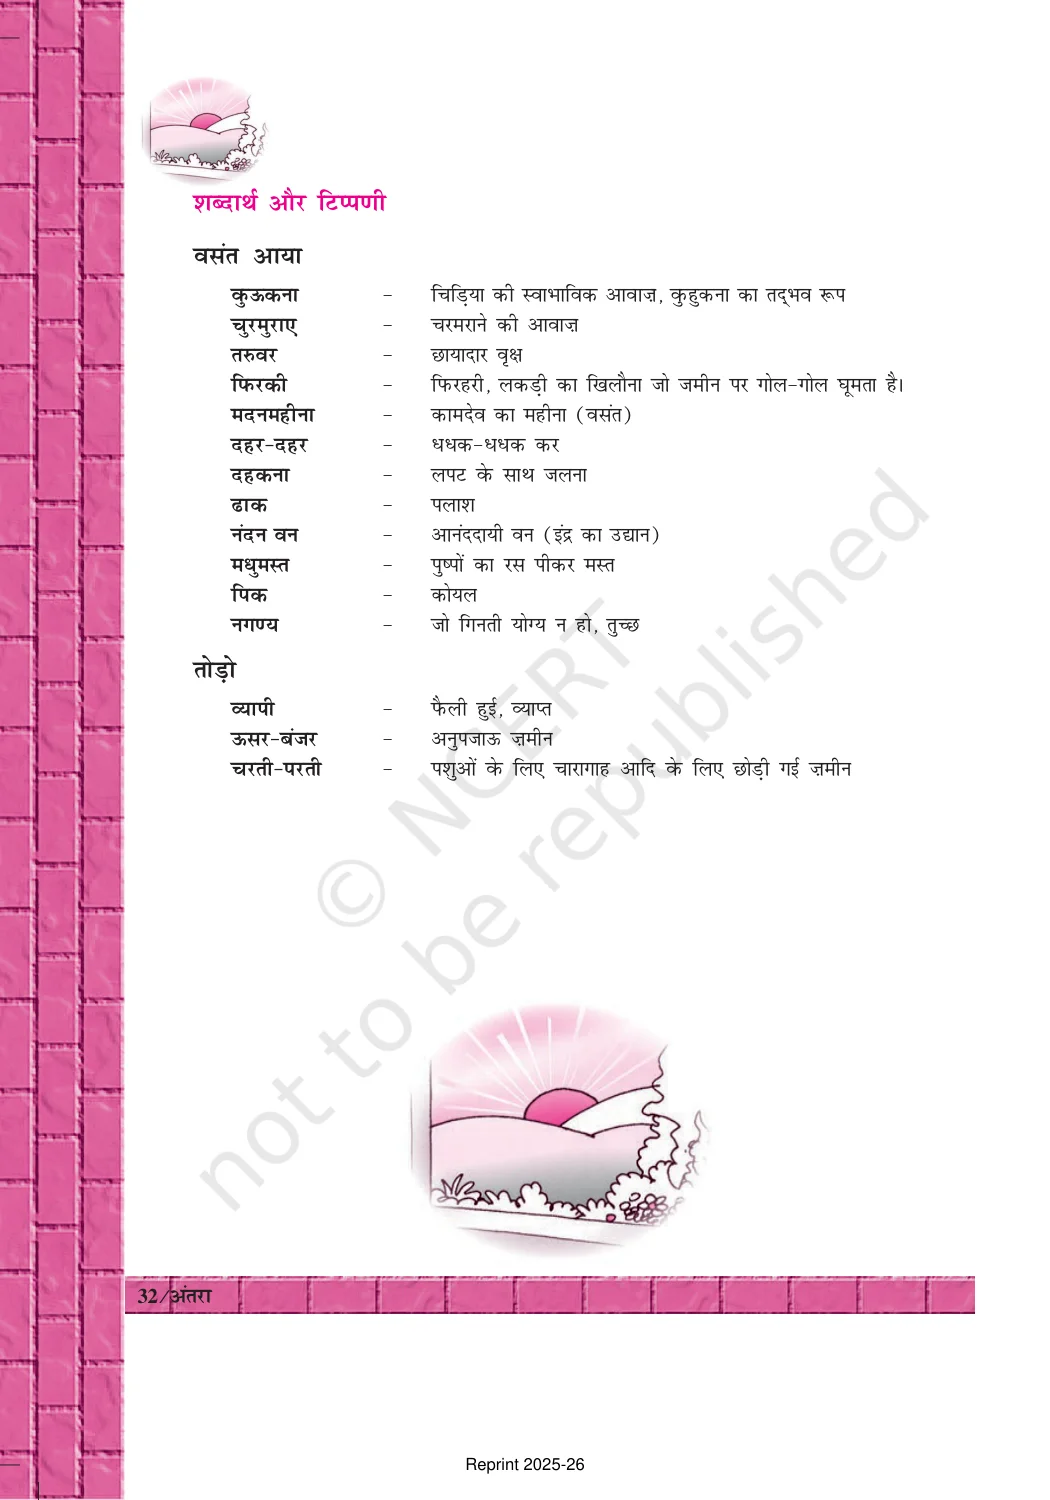 शब्दार्थ और टिप्पणी
वसंत आया
कुऊकना - चिड़िया की स्वाभाविक आवाज़, कुहुकना का तद्भव रूप
चुरमुराए - चरमराने की आवाज़
तरुवर - छायादार वृक्ष
फिरकी - फिरहरी, लकड़ी का खिलौना जो जमीन पर गोल-गोल घूमता है।
मदनमहीना - कामदेव का महीना (वसंत)
दहर-दहर - धधक-धधक कर
दहकना - लपट के साथ जलना
ढाक - पलाश
नंदन वन - आनंददायी वन (इंद्र का उद्यान)
मधुमस्त - पुष्पों का रस पीकर मस्त
पिक - कोयल
नगण्य - जो गिनती योग्य न हो, तुच्छ
तोड़ो
व्यापी - फैली हुई, व्याप्त
ऊसर-बंजर - अनुपजाऊ ज़मीन
चरती-परती - पशुओं के लिए चारागाह आदि के लिए छोड़ी गई ज़मीन
© NCERT
not to be republished
32/अंतरा
Reprint 2025-26